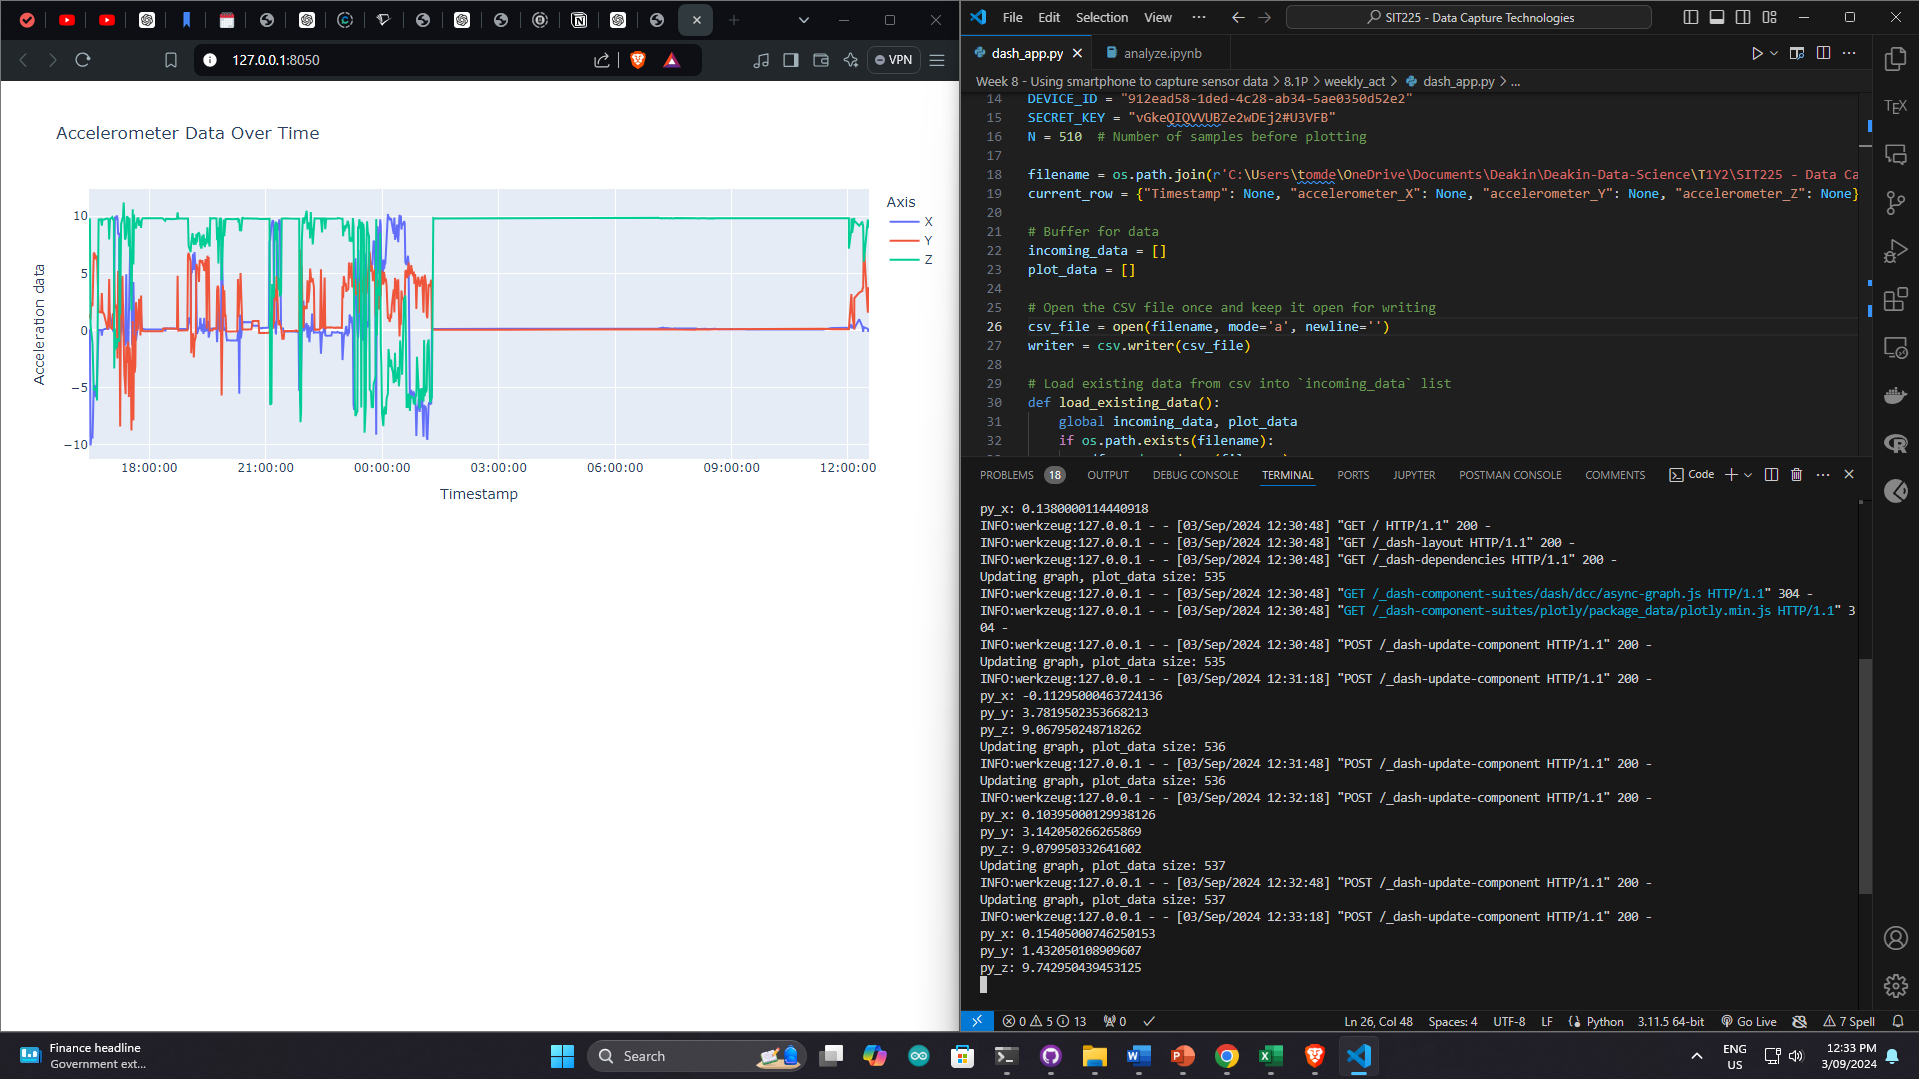 127.0.0.1:8050
VPN
Accelerometer Data Over Time
Axis
X
Y
Z
Acceleration data
10
5
0
−5
−10
18:00:00
21:00:00
00:00:00
03:00:00
06:00:00
09:00:00
12:00:00
Timestamp
File Edit Selection View ···
SIT225 - Data Capture Technologies
dash_app.py
analyze.ipynb
Week 8 - Using smartphone to capture sensor data > 8.1P > weekly_act > dash_app.py > ...
14 DEVICE_ID = "912ead58-1ded-4c28-ab34-5ae0350d52e2"
15 SECRET_KEY = "vGkeQIQVVUBZe2wDEj2#U3VFB"
16 N = 510  # Number of samples before plotting
17
18 filename = os.path.join(r'C:\Users\tomde\OneDrive\Documents\Deakin\Deakin-Data-Science\T1Y2\SIT225 - Data Ca
19 current_row = {"Timestamp": None, "accelerometer_X": None, "accelerometer_Y": None, "accelerometer_Z": None}
20
21 # Buffer for data
22 incoming_data = []
23 plot_data = []
24
25 # Open the CSV file once and keep it open for writing
26 csv_file = open(filename, mode='a', newline='')
27 writer = csv.writer(csv_file)
28
29 # Load existing data from csv into `incoming_data` list
30 def load_existing_data():
31 global incoming_data, plot_data
32 if os.path.exists(filename):
PROBLEMS 18 OUTPUT DEBUG CONSOLE TERMINAL PORTS JUPYTER POSTMAN CONSOLE COMMENTS Code
py_x: 0.1380000114440918
INFO:werkzeug:127.0.0.1 - - [03/Sep/2024 12:30:48] "GET / HTTP/1.1" 200 -
INFO:werkzeug:127.0.0.1 - - [03/Sep/2024 12:30:48] "GET /_dash-layout HTTP/1.1" 200 -
INFO:werkzeug:127.0.0.1 - - [03/Sep/2024 12:30:48] "GET /_dash-dependencies HTTP/1.1" 200 -
Updating graph, plot_data size: 535
INFO:werkzeug:127.0.0.1 - - [03/Sep/2024 12:30:48] "GET /_dash-component-suites/dash/dcc/async-graph.js HTTP/1.1" 304 -
INFO:werkzeug:127.0.0.1 - - [03/Sep/2024 12:30:48] "GET /_dash-component-suites/plotly/package_data/plotly.min.js HTTP/1.1" 3
04 -
INFO:werkzeug:127.0.0.1 - - [03/Sep/2024 12:30:48] "POST /_dash-update-component HTTP/1.1" 200 -
Updating graph, plot_data size: 535
INFO:werkzeug:127.0.0.1 - - [03/Sep/2024 12:31:18] "POST /_dash-update-component HTTP/1.1" 200 -
py_x: -0.11295000463724136
py_y: 3.7819502353668213
py_z: 9.067950248718262
Updating graph, plot_data size: 536
INFO:werkzeug:127.0.0.1 - - [03/Sep/2024 12:31:48] "POST /_dash-update-component HTTP/1.1" 200 -
Updating graph, plot_data size: 536
INFO:werkzeug:127.0.0.1 - - [03/Sep/2024 12:32:18] "POST /_dash-update-component HTTP/1.1" 200 -
py_x: 0.10395000129938126
py_y: 3.142050266265869
py_z: 9.079950332641602
Updating graph, plot_data size: 537
INFO:werkzeug:127.0.0.1 - - [03/Sep/2024 12:32:48] "POST /_dash-update-component HTTP/1.1" 200 -
Updating graph, plot_data size: 537
INFO:werkzeug:127.0.0.1 - - [03/Sep/2024 12:33:18] "POST /_dash-update-component HTTP/1.1" 200 -
py_x: 0.15405000746250153
py_y: 1.432050108909607
py_z: 9.742950439453125
TEX
0 5 13 0 Ln 26, Col 48 Spaces: 4 UTF-8 LF Python 3.11.5 64-bit Go Live 7 Spell
Finance headline
Government ext...
Search
ENG
US
12:33 PM
3/09/2024